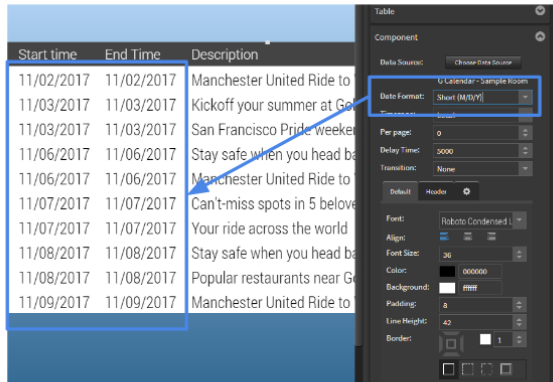 Table
Component
Data Source: Choose Data Source
G Calendar - Sample Room
Date Format: Short (M/D/Y)
Per page: 0
Delay Time: 5000
Transition: None
Default Header
Font: Roboto Condensed L
Align:
Font Size: 36
Color: 000000
Background: ffffff
Padding: 8
Line Height: 42
Border: 1
Start time End Time Description
11/02/2017 11/02/2017 Manchester United Ride to
11/03/2017 11/03/2017 Kickoff your summer at Go
11/03/2017 11/03/2017 San Francisco Pride weeke
11/06/2017 11/06/2017 Stay safe when you head ba
11/06/2017 11/06/2017 Manchester United Ride to
11/07/2017 11/07/2017 Can't-miss spots in 5 belove
11/07/2017 11/07/2017 Your ride across the world
11/08/2017 11/08/2017 Stay safe when you head ba
11/08/2017 11/08/2017 Popular restaurants near Go
11/09/2017 11/09/2017 Manchester United Ride to